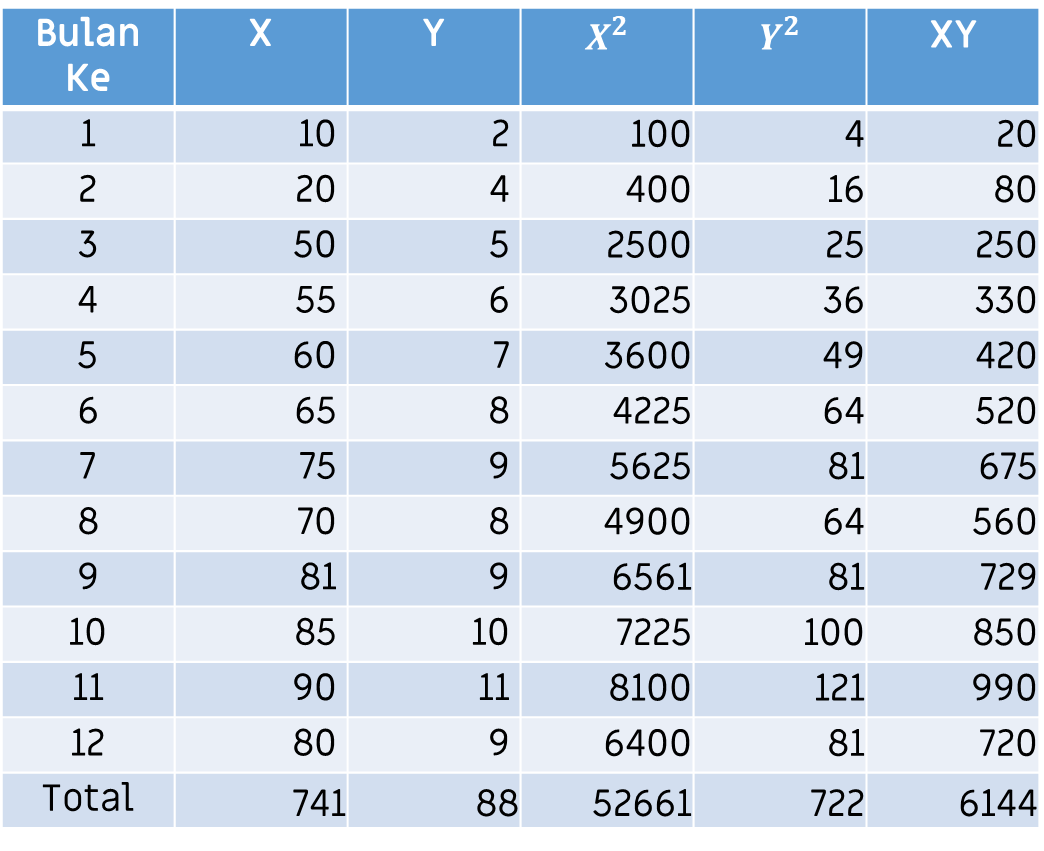 Bulan Ke X Y X² Y² XY
1 10 2 100 4 20
2 20 4 400 16 80
3 50 5 2500 25 250
4 55 6 3025 36 330
5 60 7 3600 49 420
6 65 8 4225 64 520
7 75 9 5625 81 675
8 70 8 4900 64 560
9 81 9 6561 81 729
10 85 10 7225 100 850
11 90 11 8100 121 990
12 80 9 6400 81 720
Total 741 88 52661 722 6144